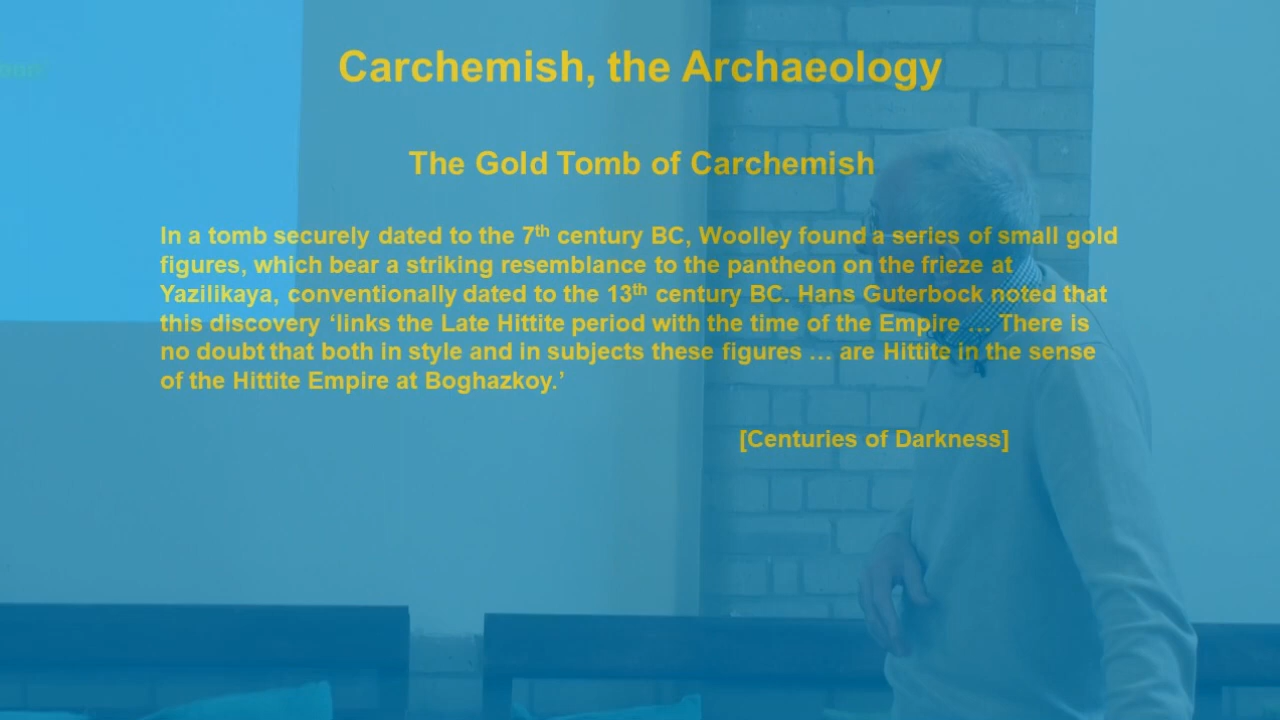 Carchemish, the Archaeology
The Gold Tomb of Carchemish
In a tomb securely dated to the 7th century BC, Woolley found a series of small gold
figures, which bear a striking resemblance to the pantheon on the frieze at
Yazilikaya, conventionally dated to the 13th century BC. Hans Guterbock noted that
this discovery ‘links the Late Hittite period with the time of the Empire … There is
no doubt that both in style and in subjects these figures … are Hittite in the sense
of the Hittite Empire at Boghazkoy.’
[Centuries of Darkness]